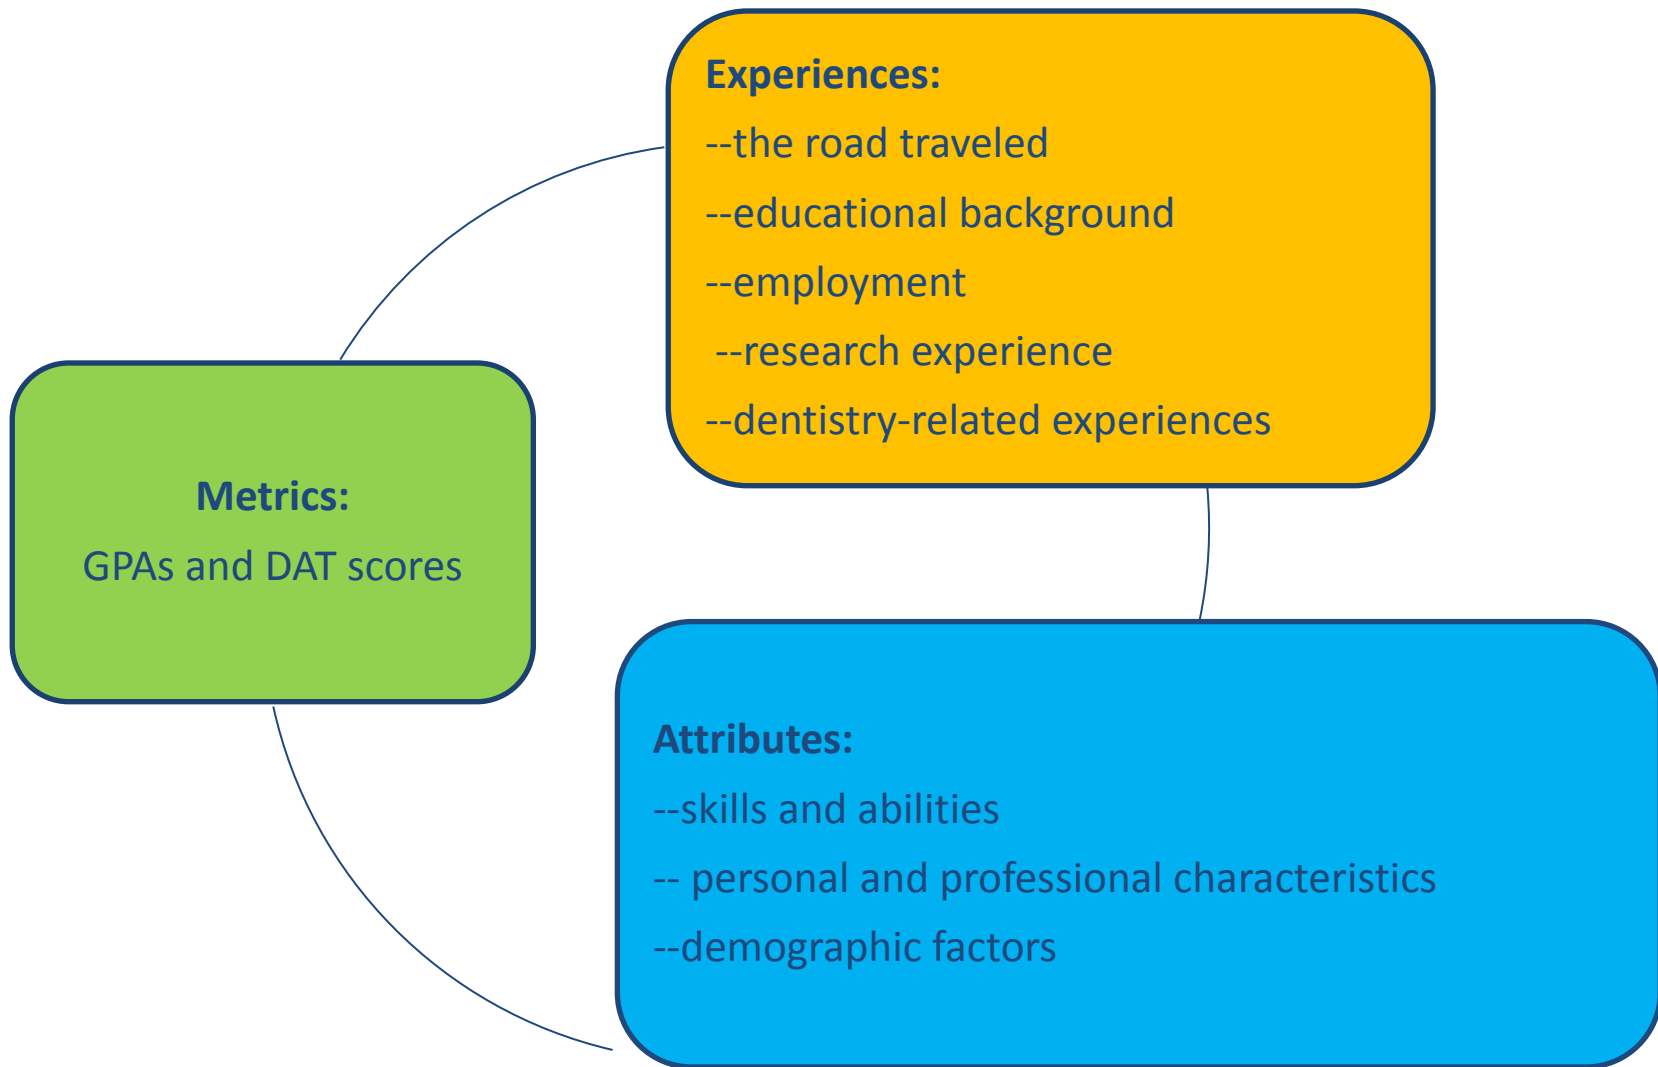 Experiences:
--the road traveled
--educational background
--employment
--research experience
--dentistry-related experiences
Metrics:
GPAs and DAT scores
Attributes:
--skills and abilities
-- personal and professional characteristics
--demographic factors